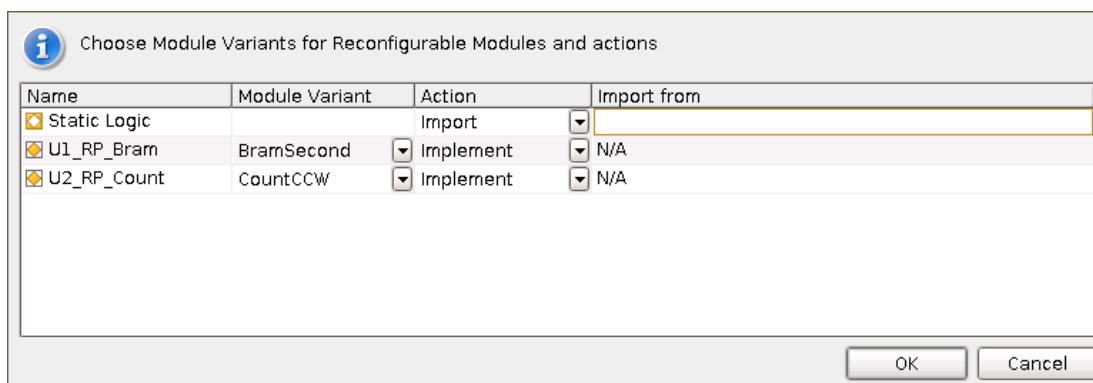 Choose Module Variants for Reconfigurable Modules and actions
Name Module Variant Action Import from
Static Logic Import
U1_RP_Bram BramSecond Implement N/A
U2_RP_Count CountCCW Implement N/A
OK Cancel